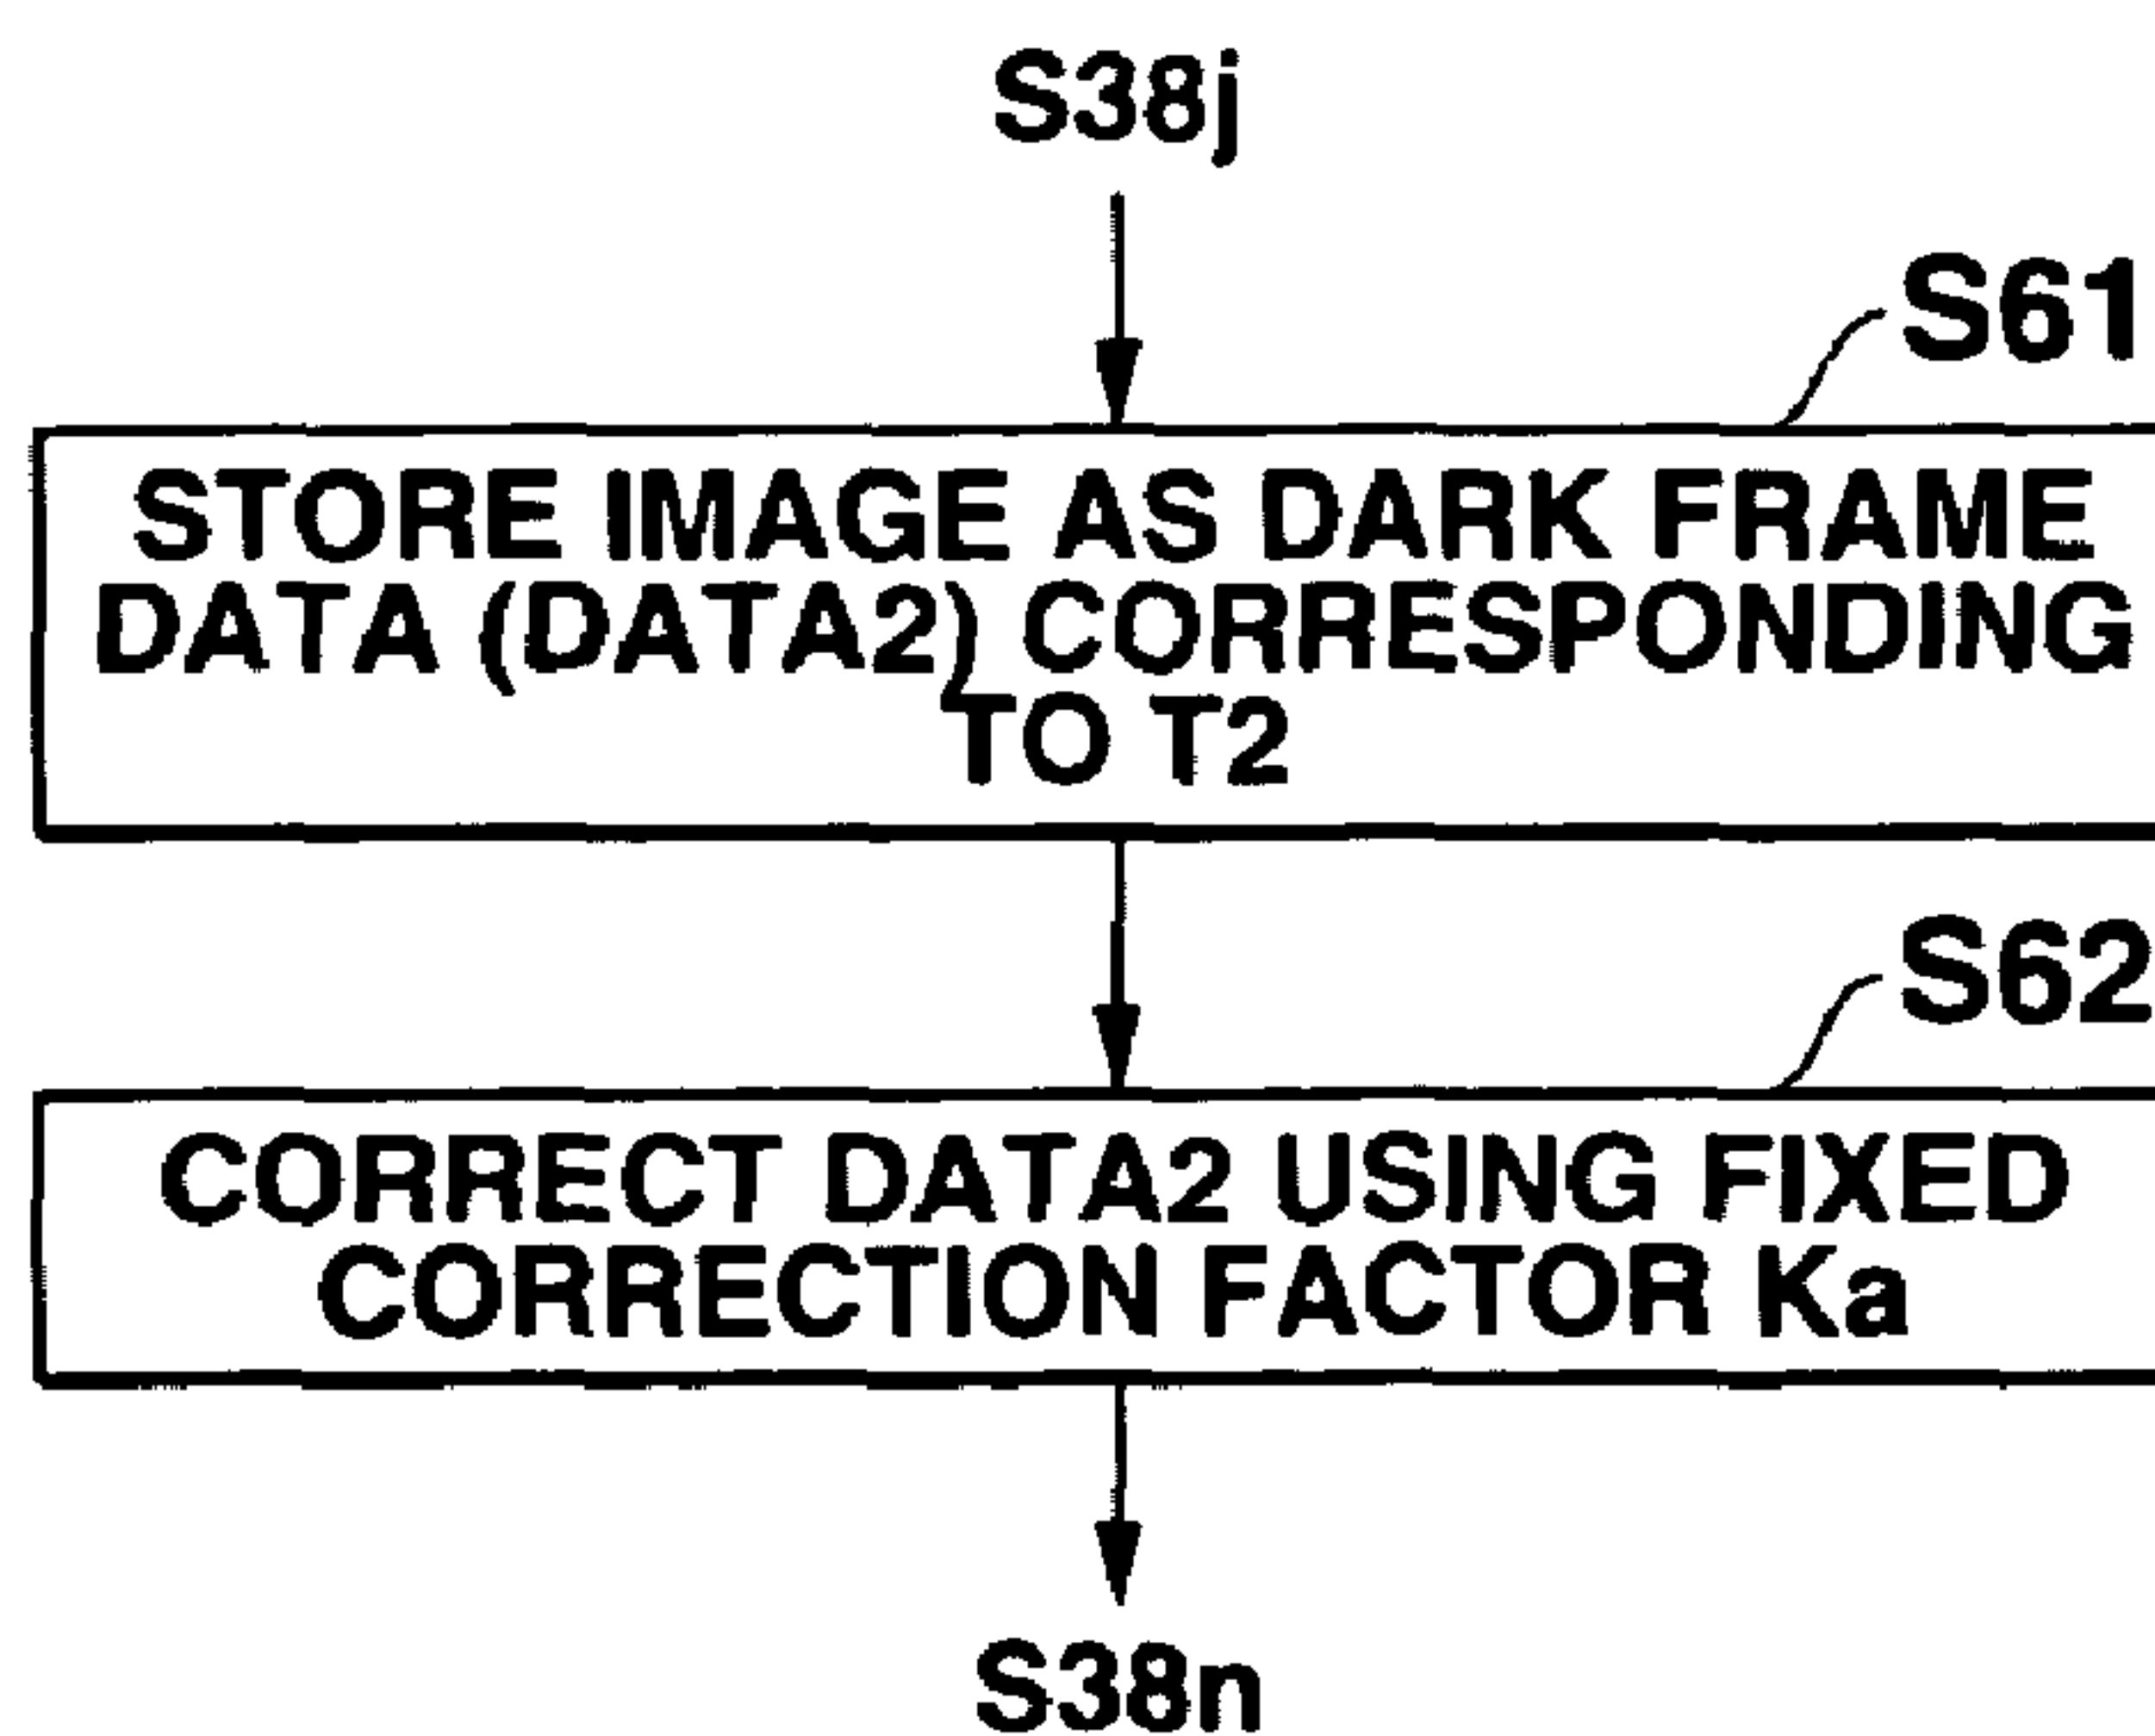 S38j
S61
STORE IMAGE AS DARK FRAME
DATA (DATA2) CORRESPONDING
TO T2
S62
CORRECT DATA2 USING FIXED
CORRECTION FACTOR Ka
S38n